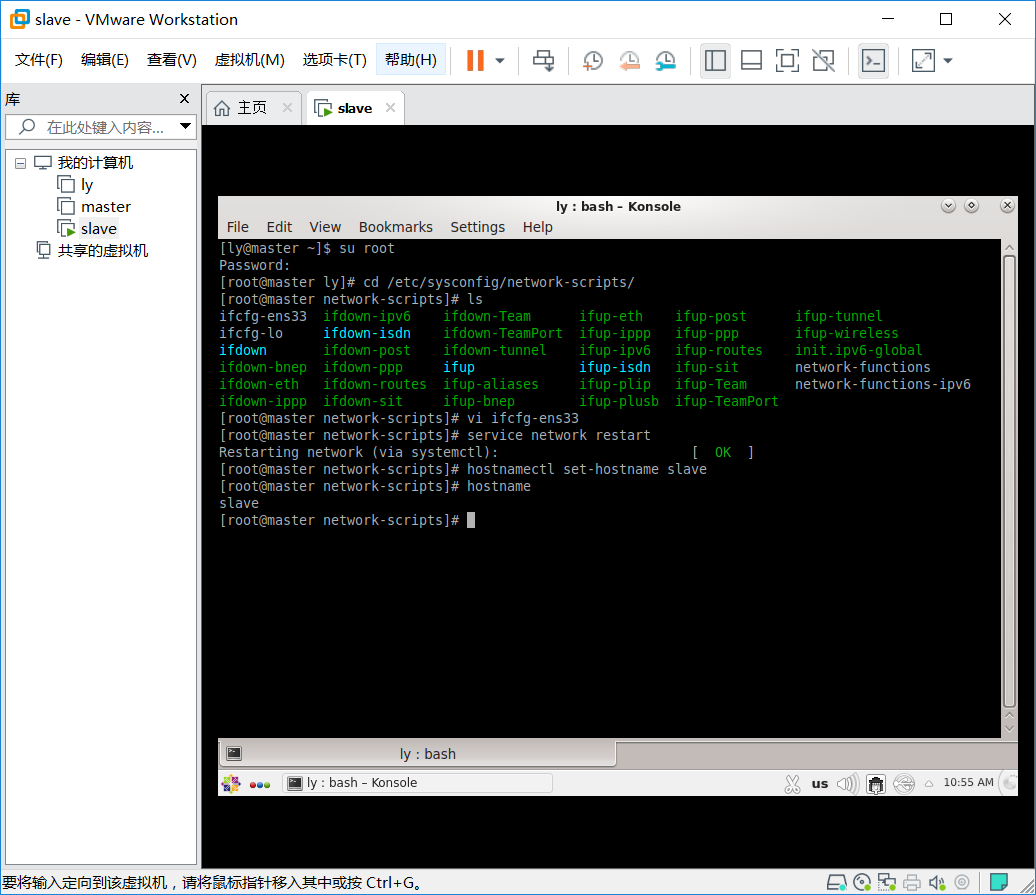 slave - VMware Workstation
文件(F) 编辑(E) 查看(V) 虚拟机(M) 选项卡(T) 帮助(H)
库
在此处键入内容...
我的计算机
ly
master
slave
共享的虚拟机
主页 slave
ly : bash – Konsole
File Edit View Bookmarks Settings Help
[ly@master ~]$ su root
Password:
[root@master ly]# cd /etc/sysconfig/network-scripts/
[root@master network-scripts]# ls
ifcfg-ens33 ifdown-ipv6 ifdown-Team ifup-eth ifup-post ifup-tunnel
ifcfg-lo ifdown-isdn ifdown-TeamPort ifup-ippp ifup-ppp ifup-wireless
ifdown ifdown-post ifdown-tunnel ifup-ipv6 ifup-routes init.ipv6-global
ifdown-bnep ifdown-ppp ifup ifup-isdn ifup-sit network-functions
ifdown-eth ifdown-routes ifup-aliases ifup-plip ifup-Team network-functions-ipv6
ifdown-ippp ifdown-sit ifup-bnep ifup-plusb ifup-TeamPort
[root@master network-scripts]# vi ifcfg-ens33
[root@master network-scripts]# service network restart
Restarting network (via systemctl): [ OK ]
[root@master network-scripts]# hostnamectl set-hostname slave
[root@master network-scripts]# hostname
slave
[root@master network-scripts]#
ly : bash
ly : bash – Konsole us 10:55 AM
要将输入定向到该虚拟机，请将鼠标指针移入其中或按 Ctrl+G。